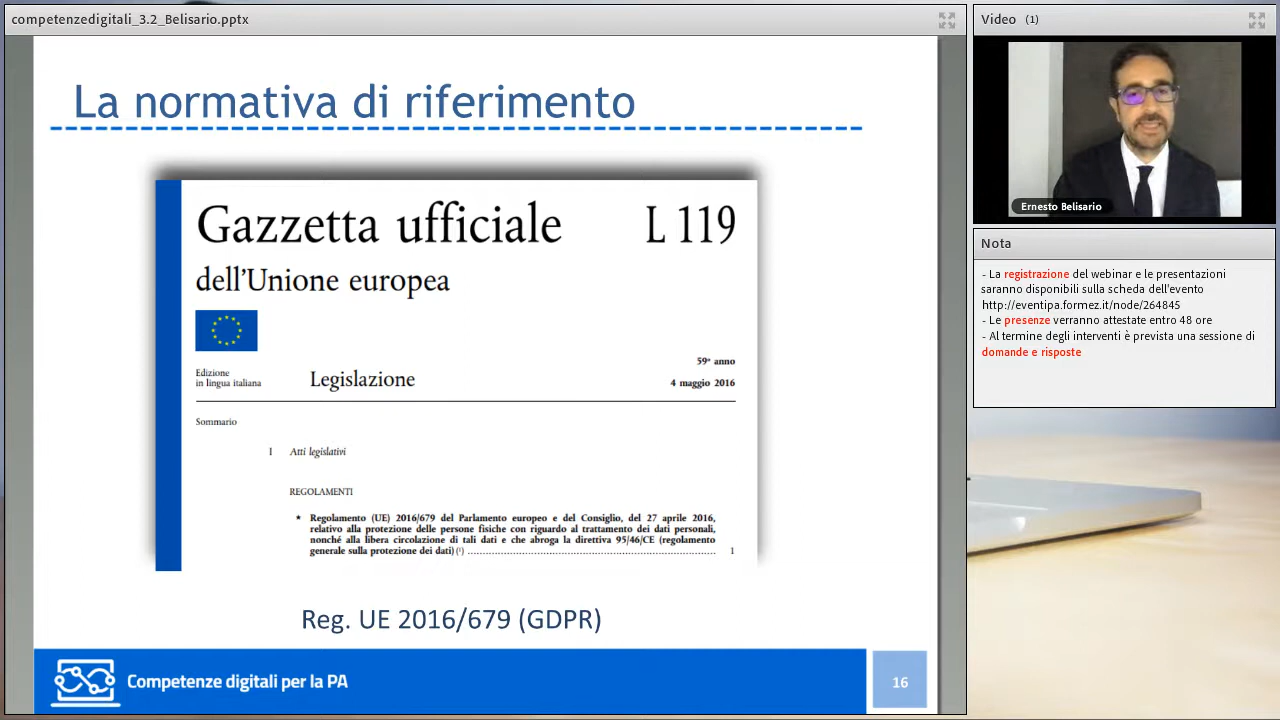 competenzedigitali_3.2_Belisario.pptx
La normativa di riferimento
Gazzetta ufficiale L 119
dell'Unione europea
59° anno
Edizione
in lingua italiana
Legislazione
4 maggio 2016
Sommario
I Atti legislativi
REGOLAMENTI
★ Regolamento (UE) 2016/679 del Parlamento europeo e del Consiglio, del 27 aprile 2016,
relativo alla protezione delle persone fisiche con riguardo al trattamento dei dati personali,
nonché alla libera circolazione di tali dati e che abroga la direttiva 95/46/CE (regolamento
generale sulla protezione dei dati) (¹) ........................................................ 1
Reg. UE 2016/679 (GDPR)
Competenze digitali per la PA
16
Video (1)
Ernesto Belisario
Nota
- La registrazione del webinar e le presentazioni
saranno disponibili sulla scheda dell'evento
http://eventipa.formez.it/node/264845
- Le presenze verranno attestate entro 48 ore
- Al termine degli interventi è prevista una sessione di
domande e risposte